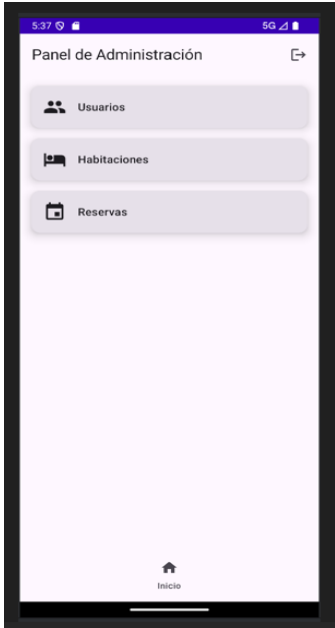 5:37 5G
Panel de Administración
Usuarios
Habitaciones
Reservas
Inicio